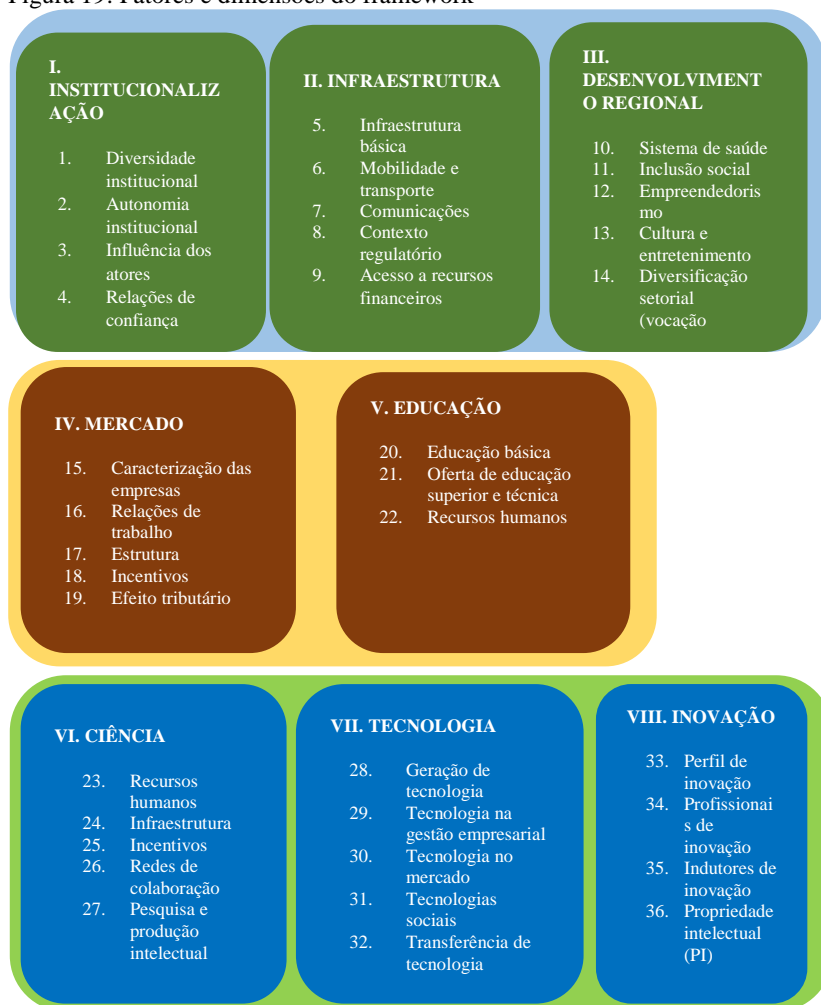 Figura 19: Fatores e dimensões do framework
I.
INSTITUCIONALIZ
AÇÃO
1. Diversidade
institucional
2. Autonomia
institucional
3. Influência dos
atores
4. Relações de
confiança
II. INFRAESTRUTURA
5. Infraestrutura
básica
6. Mobilidade e
transporte
7. Comunicações
8. Contexto
regulatório
9. Acesso a recursos
financeiros
III.
DESENVOLVIMENT
O REGIONAL
10. Sistema de saúde
11. Inclusão social
12. Empreendedoris
mo
13. Cultura e
entretenimento
14. Diversificação
setorial
(vocação
IV. MERCADO
15. Caracterização das
empresas
16. Relações de
trabalho
17. Estrutura
18. Incentivos
19. Efeito tributário
V. EDUCAÇÃO
20. Educação básica
21. Oferta de educação
superior e técnica
22. Recursos humanos
VI. CIÊNCIA
23. Recursos
humanos
24. Infraestrutura
25. Incentivos
26. Redes de
colaboração
27. Pesquisa e
produção
intelectual
VII. TECNOLOGIA
28. Geração de
tecnologia
29. Tecnologia na
gestão empresarial
30. Tecnologia no
mercado
31. Tecnologias
sociais
32. Transferência de
tecnologia
VIII. INOVAÇÃO
33. Perfil de
inovação
34. Profissionai
s de
inovação
35. Indutores de
inovação
36. Propriedade
intelectual
(PI)